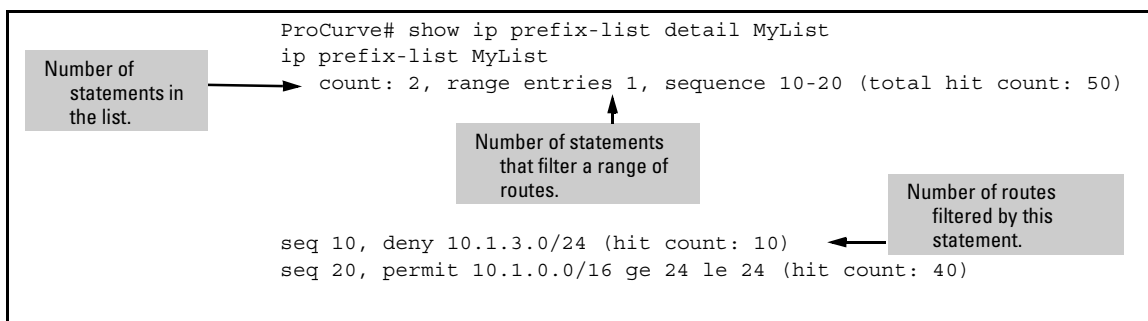 ProCurve# show ip prefix-list detail MyList
ip prefix-list MyList
Number of
statements in
the list.
count: 2, range entries 1, sequence 10-20 (total hit count: 50)
Number of statements
that filter a range of
routes.
Number of routes
filtered by this
statement.
seq 10, deny 10.1.3.0/24 (hit count: 10)
seq 20, permit 10.1.0.0/16 ge 24 le 24 (hit count: 40)